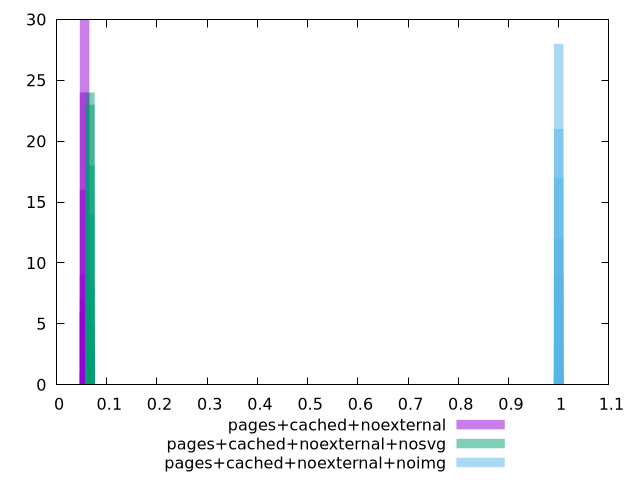 30
25
20
15
10
5
0
0 0.1 0.2 0.3 0.4 0.5 0.6 0.7 0.8 0.9 1 1.1
pages+cached+noexternal
pages+cached+noexternal+nosvg
pages+cached+noexternal+noimg